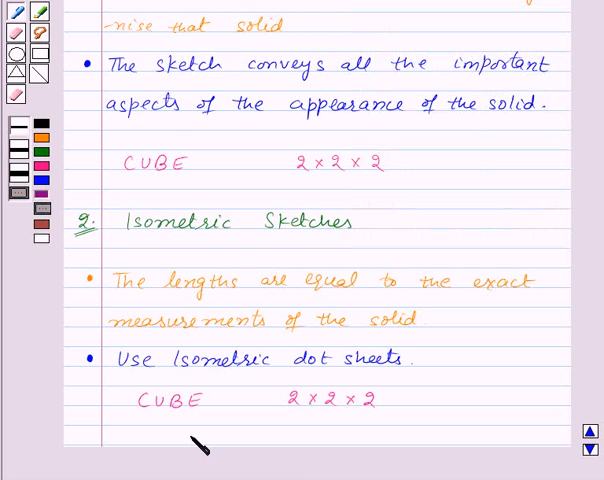 -nise that solid
• The sketch conveys all the important
aspects of the appearance of the solid.
CUBE 2 × 2 × 2
2. Isometric Sketches
• The lengths are equal to the exact
measurements of the solid
• Use Isometric dot sheets.
CUBE 2 × 2 × 2